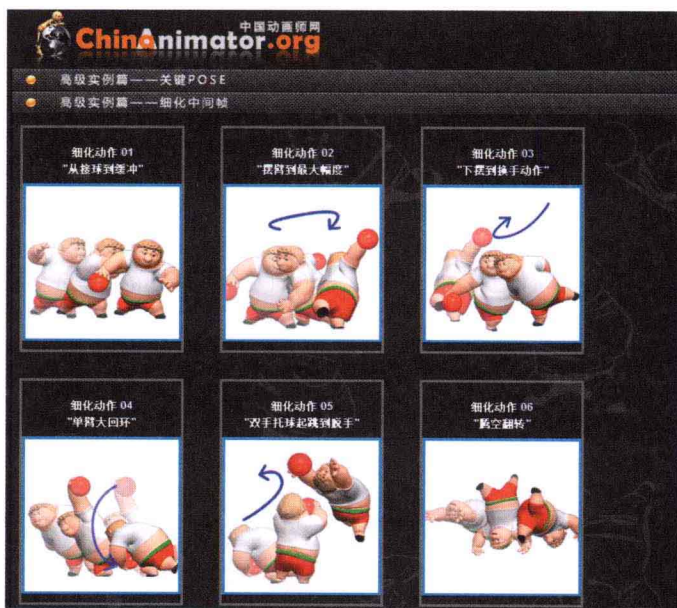 中国动画师网
ChinAnimator.org
高级实例篇——关键POSE
高级实例篇——细化中间帧
细化动作 01
"从接球到缓冲"
细化动作 02
"摆臂到最大幅度"
细化动作 03
"下摆到换手动作"
细化动作 04
"单臂大回环"
细化动作 05
"双手托球起跳到脱手"
细化动作 06
"腾空翻转"